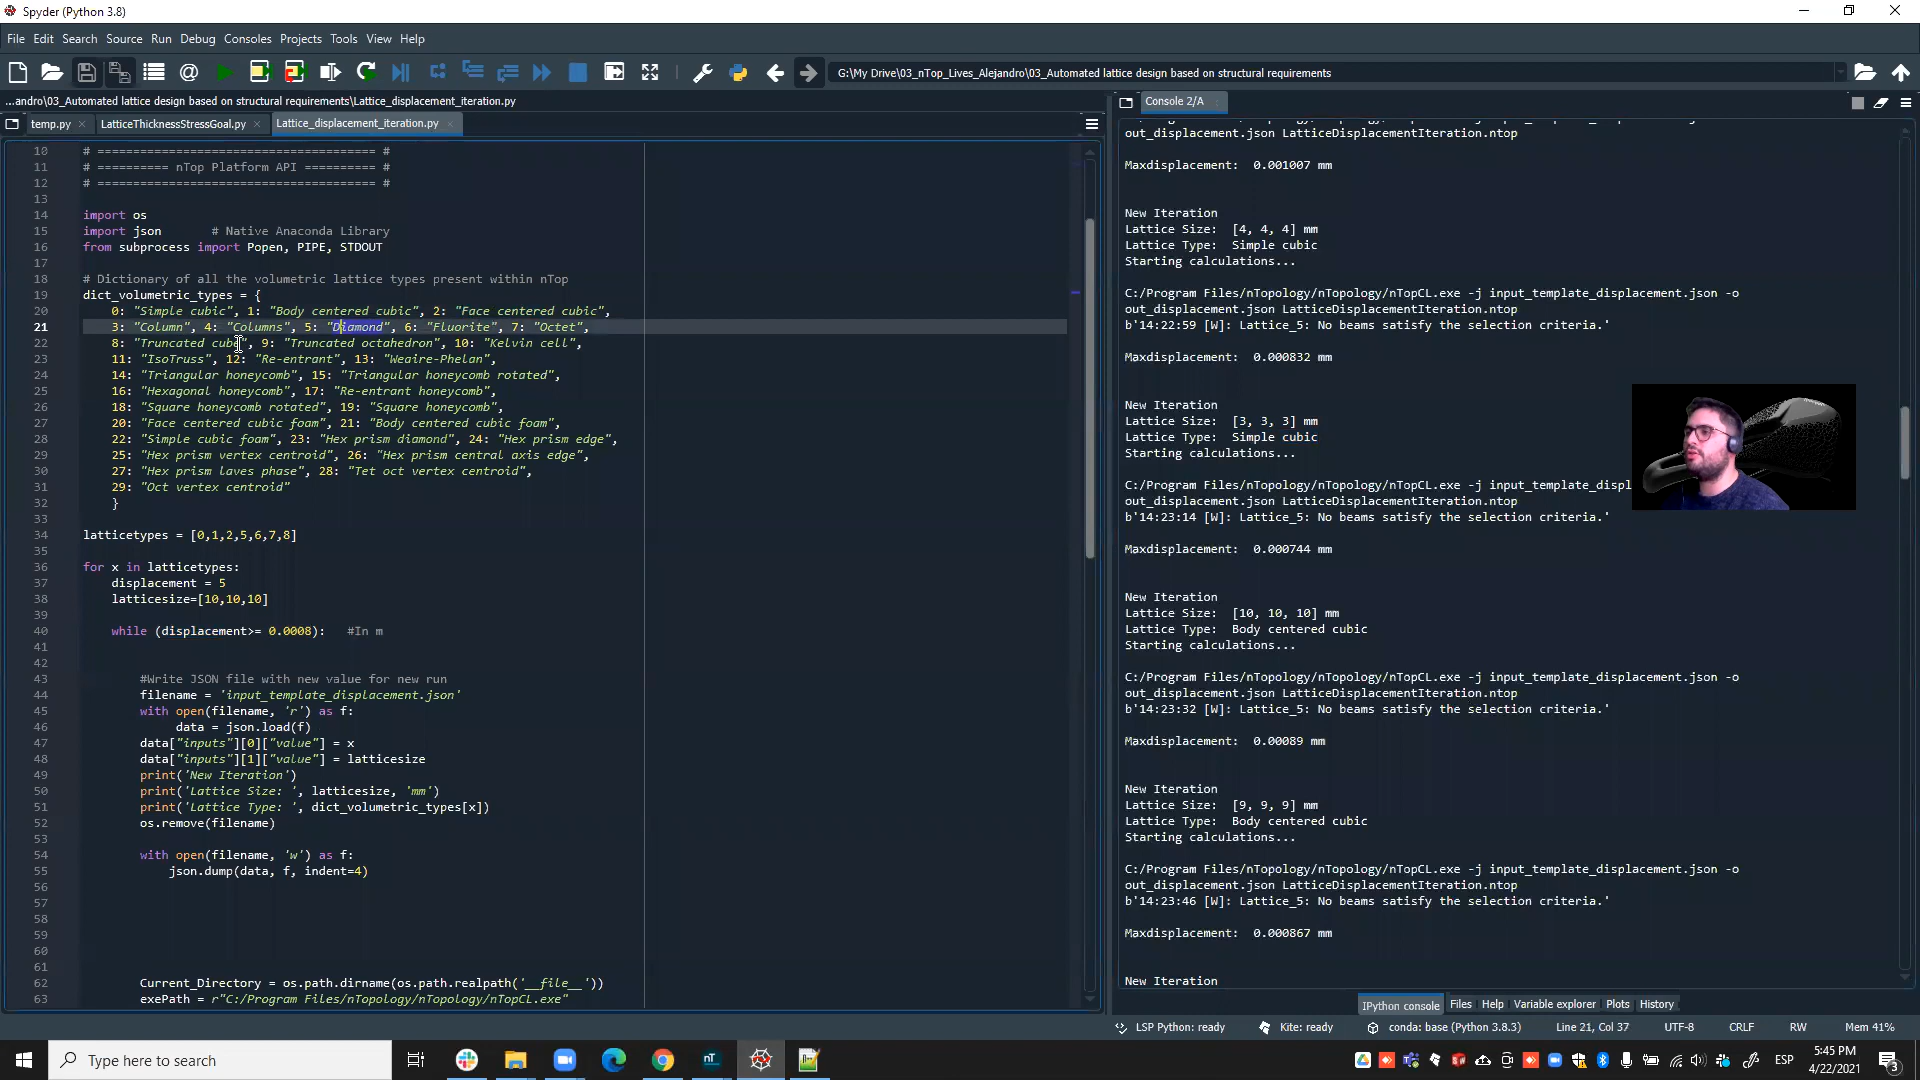 Spyder (Python 3.8)
File Edit Search Source Run Debug Consoles Projects Tools View Help
G:\My Drive\03_nTop_Lives_Alejandro\03_Automated lattice design based on structural requirements
...andro\03_Automated lattice design based on structural requirements\Lattice_displacement_iteration.py
temp.py LatticeThicknessStressGoal.py Lattice_displacement_iteration.py
10 # ======================================= #
11 # ========== nTop Platform API ========== #
12 # ======================================= #
13
14 import os
15 import json # Native Anaconda Library
16 from subprocess import Popen, PIPE, STDOUT
17
18 # Dictionary of all the volumetric lattice types present within nTop
19 dict_volumetric_types = {
20 0: "Simple cubic", 1: "Body centered cubic", 2: "Face centered cubic",
21 3: "Column", 4: "Columns", 5: "Diamond", 6: "Fluorite", 7: "Octet",
22 8: "Truncated cube", 9: "Truncated octahedron", 10: "Kelvin cell",
23 11: "IsoTruss", 12: "Re-entrant", 13: "Weaire-Phelan",
24 14: "Triangular honeycomb", 15: "Triangular honeycomb rotated",
25 16: "Hexagonal honeycomb", 17: "Re-entrant honeycomb",
26 18: "Square honeycomb rotated", 19: "Square honeycomb",
27 20: "Face centered cubic foam", 21: "Body centered cubic foam",
28 22: "Simple cubic foam", 23: "Hex prism diamond", 24: "Hex prism edge",
29 25: "Hex prism vertex centroid", 26: "Hex prism central axis edge",
30 27: "Hex prism laves phase", 28: "Tet oct vertex centroid",
31 29: "Oct vertex centroid"
32 }
33
34 latticetypes = [0,1,2,5,6,7,8]
35
36 for x in latticetypes:
37 displacement = 5
38 latticesize=[10,10,10]
39
40 while (displacement>= 0.0008): #In m
41
42
43 #Write JSON file with new value for new run
44 filename = 'input_template_displacement.json'
45 with open(filename, 'r') as f:
46 data = json.load(f)
47 data["inputs"][0]["value"] = x
48 data["inputs"][1]["value"] = latticesize
49 print('New Iteration')
50 print('Lattice Size: ', latticesize, 'mm')
51 print('Lattice Type: ', dict_volumetric_types[x])
52 os.remove(filename)
53
54 with open(filename, 'w') as f:
55 json.dump(data, f, indent=4)
56
57
58
59
60
61
62 Current_Directory = os.path.dirname(os.path.realpath('__file__'))
63 exePath = r"C:/Program Files/nTopology/nTopology/nTopCL.exe"
Console 2/A
out_displacement.json LatticeDisplacementIteration.ntop
Maxdisplacement: 0.001007 mm
New Iteration
Lattice Size: [4, 4, 4] mm
Lattice Type: Simple cubic
Starting calculations...
C:/Program Files/nTopology/nTopology/nTopCL.exe -j input_template_displacement.json -o
out_displacement.json LatticeDisplacementIteration.ntop
b'14:22:59 [W]: Lattice_5: No beams satisfy the selection criteria.'
Maxdisplacement: 0.000832 mm
New Iteration
Lattice Size: [3, 3, 3] mm
Lattice Type: Simple cubic
Starting calculations...
C:/Program Files/nTopology/nTopology/nTopCL.exe -j input_template_displ
out_displacement.json LatticeDisplacementIteration.ntop
b'14:23:14 [W]: Lattice_5: No beams satisfy the selection criteria.'
Maxdisplacement: 0.000744 mm
New Iteration
Lattice Size: [10, 10, 10] mm
Lattice Type: Body centered cubic
Starting calculations...
C:/Program Files/nTopology/nTopology/nTopCL.exe -j input_template_displacement.json -o
out_displacement.json LatticeDisplacementIteration.ntop
b'14:23:32 [W]: Lattice_5: No beams satisfy the selection criteria.'
Maxdisplacement: 0.00089 mm
New Iteration
Lattice Size: [9, 9, 9] mm
Lattice Type: Body centered cubic
Starting calculations...
C:/Program Files/nTopology/nTopology/nTopCL.exe -j input_template_displacement.json -o
out_displacement.json LatticeDisplacementIteration.ntop
b'14:23:46 [W]: Lattice_5: No beams satisfy the selection criteria.'
Maxdisplacement: 0.000867 mm
New Iteration
IPython console Files Help Variable explorer Plots History
LSP Python: ready Kite: ready conda: base (Python 3.8.3) Line 21, Col 37 UTF-8 CRLF RW Mem 41%
Type here to search
nT
ESP
5:45 PM
4/22/2021
3